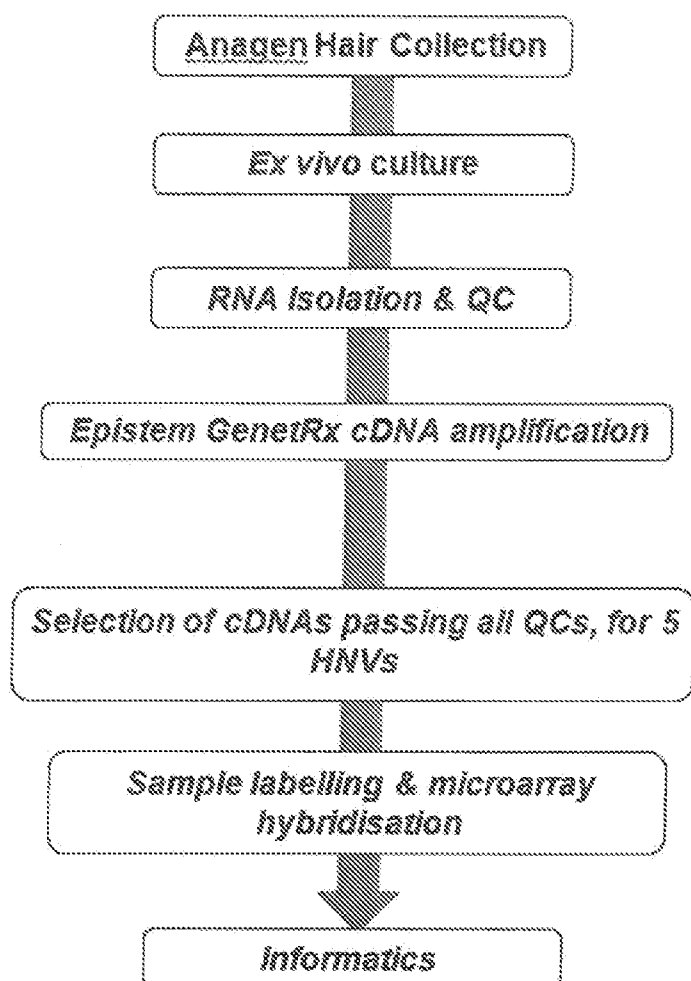 Anagen Hair Collection
Ex vivo culture
RNA Isolation & QC
Epistem GenetRx cDNA amplification
Selection of cDNAs passing all QCs, for 5
HNVs
Sample labelling & microarray
hybridisation
Informatics